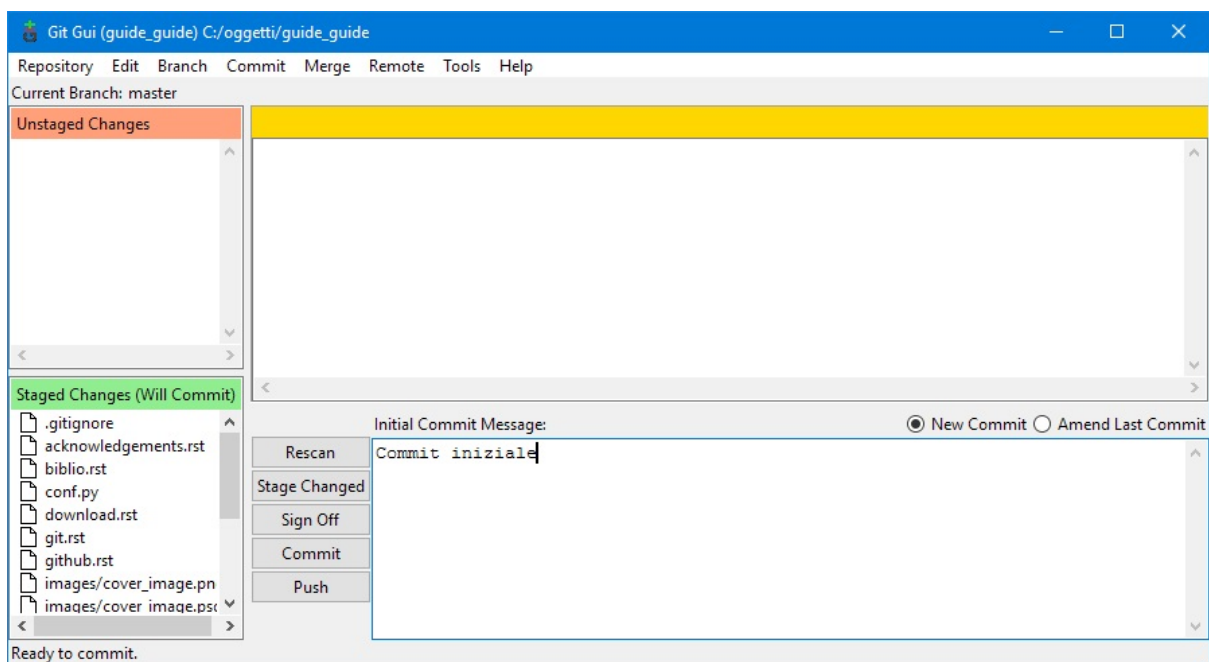 Git Gui (guide_guide) C:/oggetti/guide_guide
Repository Edit Branch Commit Merge Remote Tools Help
Current Branch: master
Unstaged Changes
Staged Changes (Will Commit)
.gitignore
acknowledgements.rst
biblio.rst
conf.py
download.rst
git.rst
github.rst
images/cover_image.pn
images/cover_image.ps
Initial Commit Message:
New Commit Amend Last Commit
Rescan
Stage Changed
Sign Off
Commit
Push
Commit iniziale
Ready to commit.